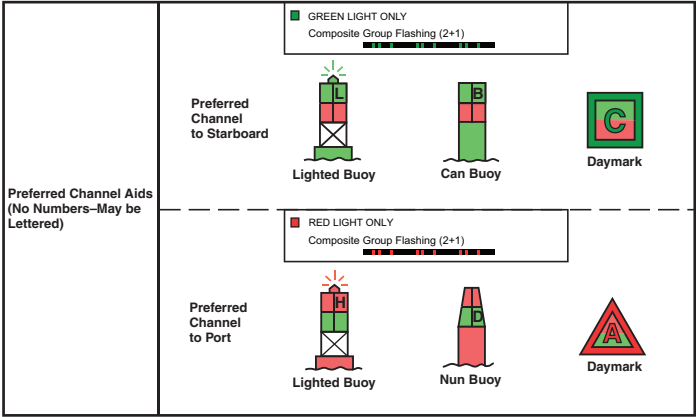 GREEN LIGHT ONLY
Composite Group Flashing (2+1)
Preferred
Channel
to Starboard
L
B
C
Lighted Buoy
Can Buoy
Daymark
Preferred Channel Aids
(No Numbers–May be
Lettered)
RED LIGHT ONLY
Composite Group Flashing (2+1)
Preferred
Channel
to Port
H
D
A
Lighted Buoy
Nun Buoy
Daymark